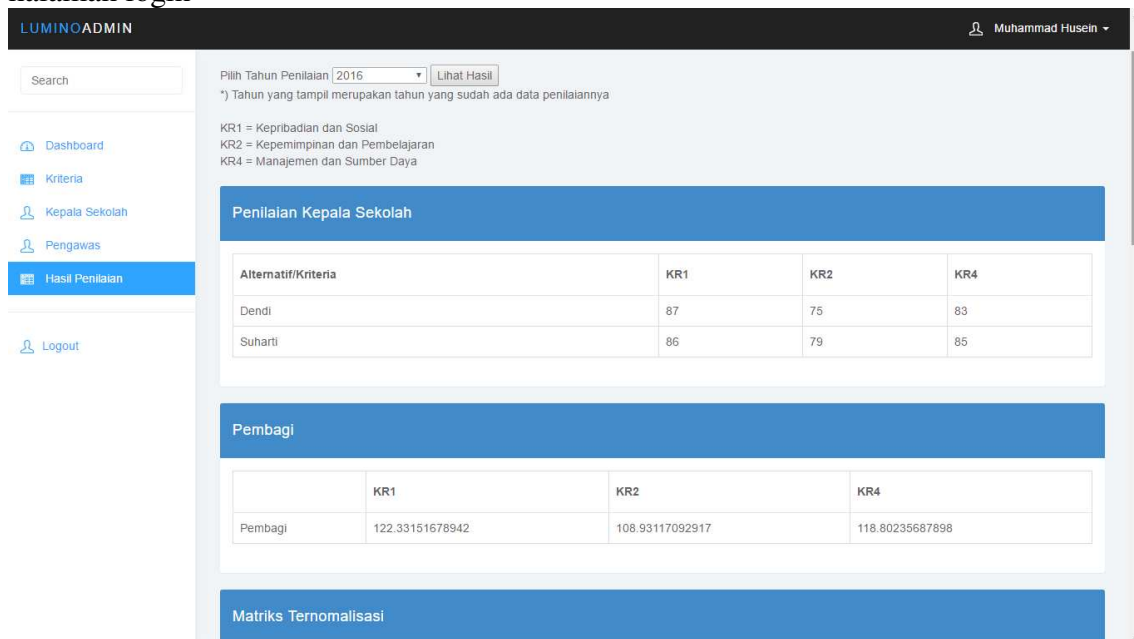 LUMINOADMIN
Muhammad Husein
Search
Dashboard
Kriteria
Kepala Sekolah
Pengawas
Hasil Penilaian
Logout
Pilih Tahun Penilaian 2016 Lihat Hasil
*) Tahun yang tampil merupakan tahun yang sudah ada data penilaiannya
KR1 = Kepribadian dan Sosial
KR2 = Kepemimpinan dan Pembelajaran
KR4 = Manajemen dan Sumber Daya
Penilaian Kepala Sekolah
Alternatif/Kriteria KR1 KR2 KR4
Dendi 87 75 83
Suharti 86 79 85
Pembagi
KR1 KR2 KR4
Pembagi 122.33151678942 108.93117092917 118.80235687898
Matriks Ternomalisasi